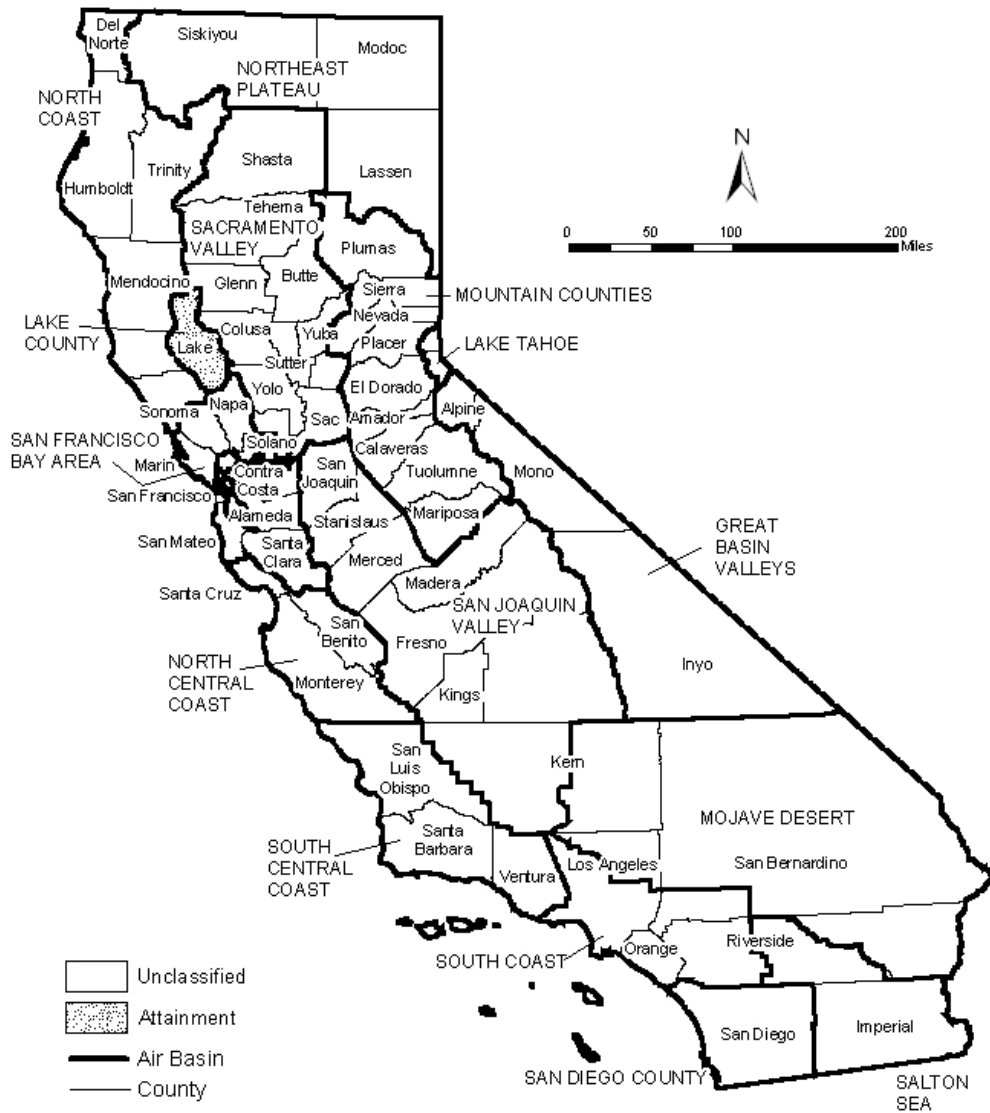 Del
Norte
Siskiyou
Modoc
NORTHEAST
PLATEAU
NORTH
COAST
Trinity
Shasta
Lassen
Humboldt
Tehema
SACRAMENTO
VALLEY
Plumas
Mendocino
Glenn
Butte
Sierra
MOUNTAIN COUNTIES
Nevada
LAKE
COUNTY
Colusa
Yuba
Placer
Lake
Sutter
LAKE TAHOE
Yolo
El Dorado
Sonoma
Napa
Sac
Amador
Alpine
SAN FRANCISCO
BAY AREA
Solano
Calaveras
Marin
Contra
Costa
San
Joaquin
Tuolumne
Mono
San Francisco
Alameda
Stanislaus
Mariposa
San Mateo
Santa
Clara
Merced
GREAT
BASIN
VALLEYS
Madera
Santa Cruz
SAN JOAQUIN
VALLEY
San
Benito
Fresno
NORTH
CENTRAL
COAST
Monterey
Kings
Inyo
San
Luis
Obispo
Kern
MOJAVE DESERT
SOUTH
CENTRAL
COAST
Santa
Barbara
Ventura
Los Angeles
San Bernardino
SOUTH COAST
Orange
Riverside
San Diego
Imperial
SAN DIEGO COUNTY
SALTON
SEA
N
0 50 100 200
Miles
Unclassified
Attainment
Air Basin
County